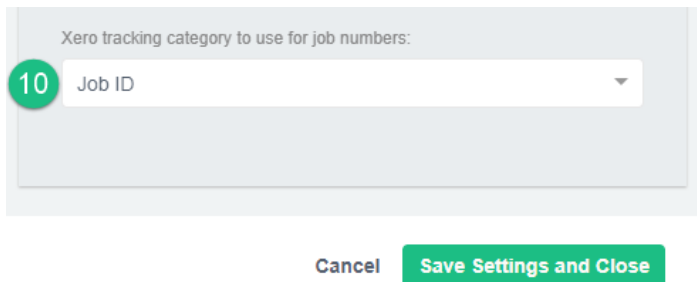 Xero tracking category to use for job numbers:
10 Job ID
Cancel Save Settings and Close